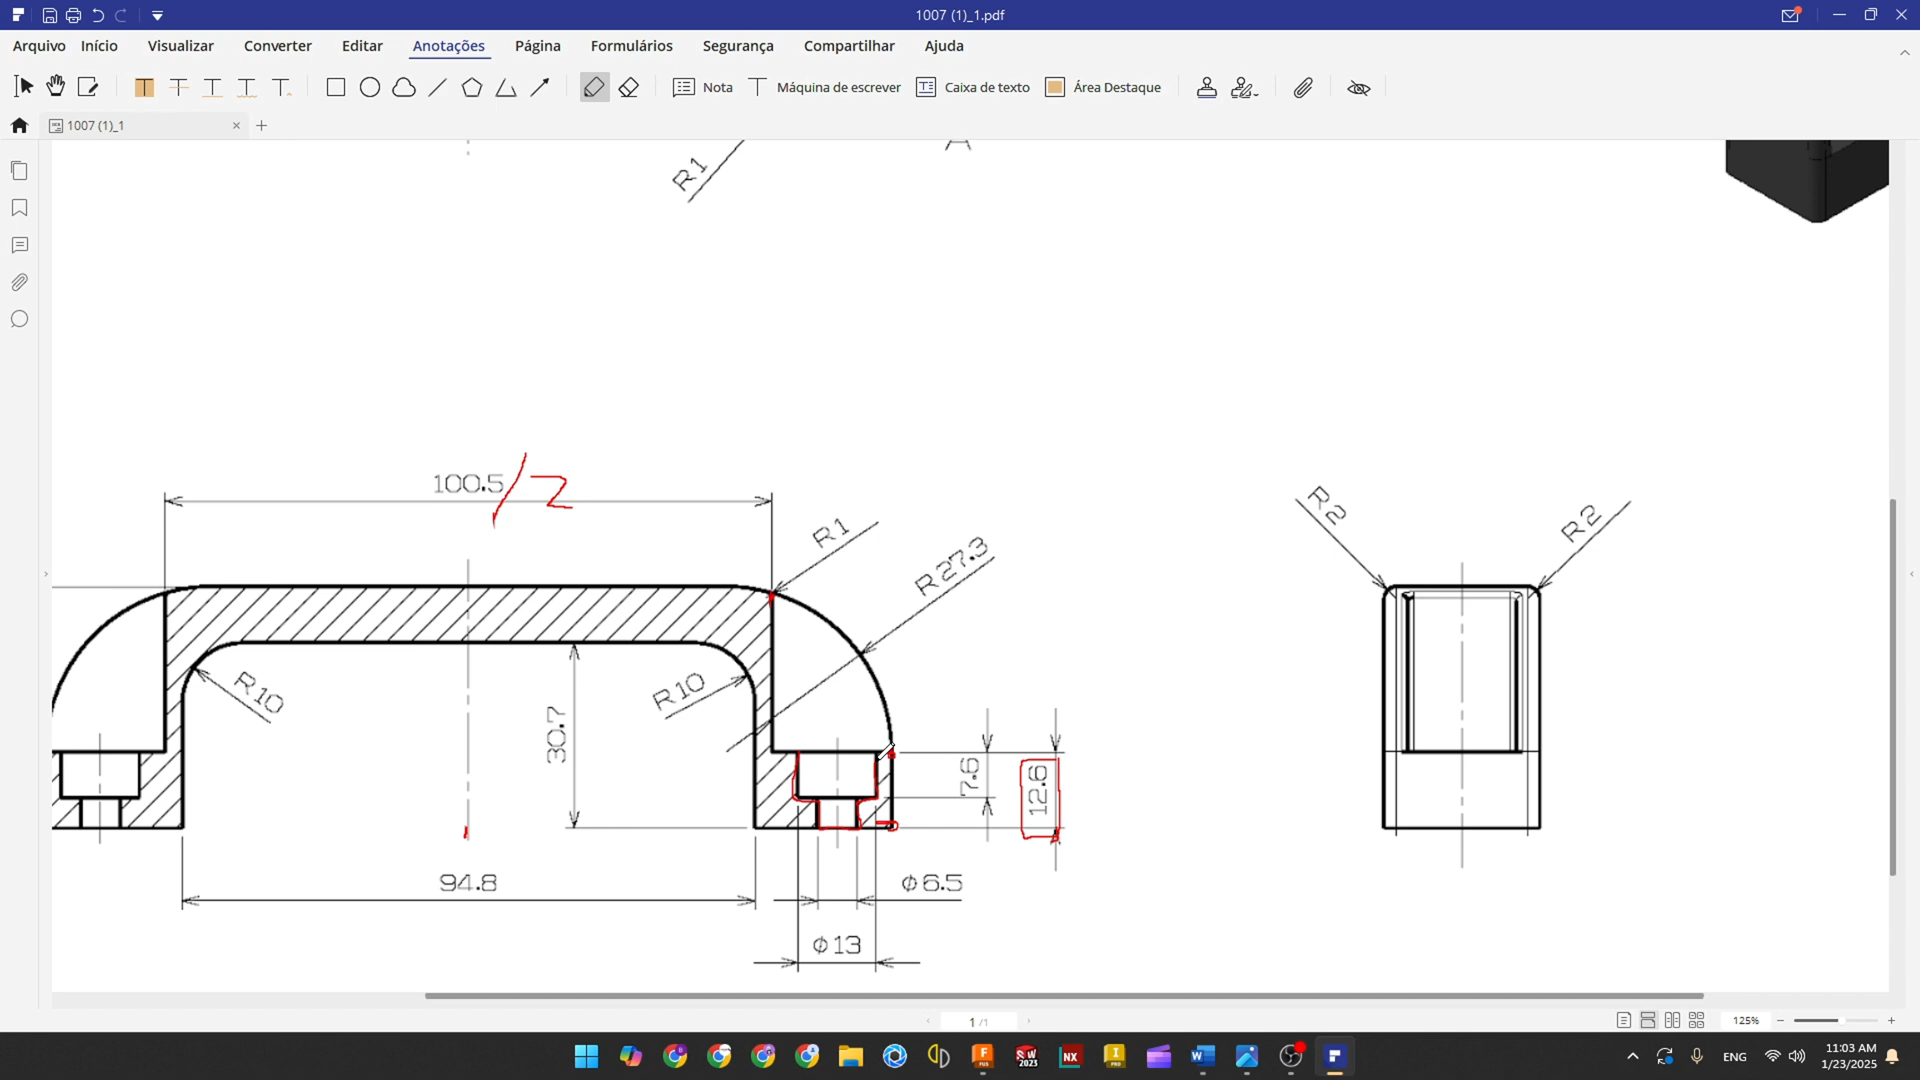 1007 (1)_1.pdf
Arquivo Início Visualizar Converter Editar Anotações Página Formulários Segurança Compartilhar Ajuda
Nota Máquina de escrever Caixa de texto Área Destaque
1007 (1)_1
R1
A
100.5 /2
R1
R27.3
R2
R2
R10
R10
30.7
7.6
12.6
94.8
ϕ6.5
ϕ13
1 /1
125%
ENG
11:03 AM
1/23/2025